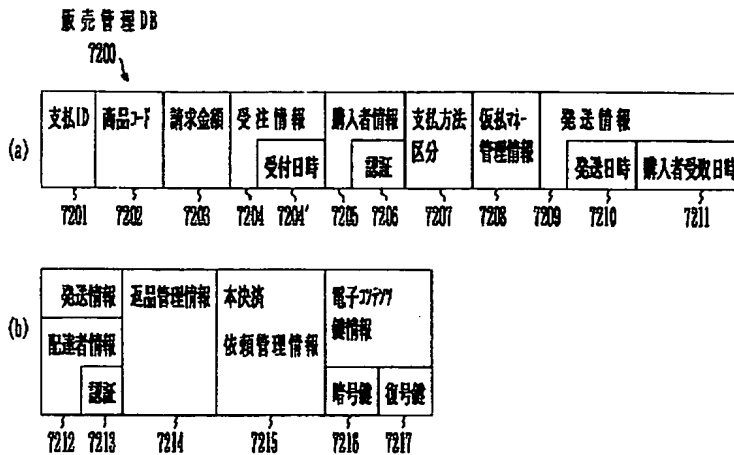 販売管理DB
7200
(a)
支払ID 商品コード 請求金額 受注情報 購入者情報 支払方法 仮払マネー 発送情報
区分 管理情報
受付日時 認証 発送日時 購入者受取日時
7201 7202 7203 7204 7204' 7205 7206 7207 7208 7209 7210 7211
(b)
発送情報 返品管理情報 本決済 電子コンテンツ
配達者情報 依頼管理情報 鍵情報
認証 暗号鍵 復号鍵
7212 7213 7214 7215 7216 7217